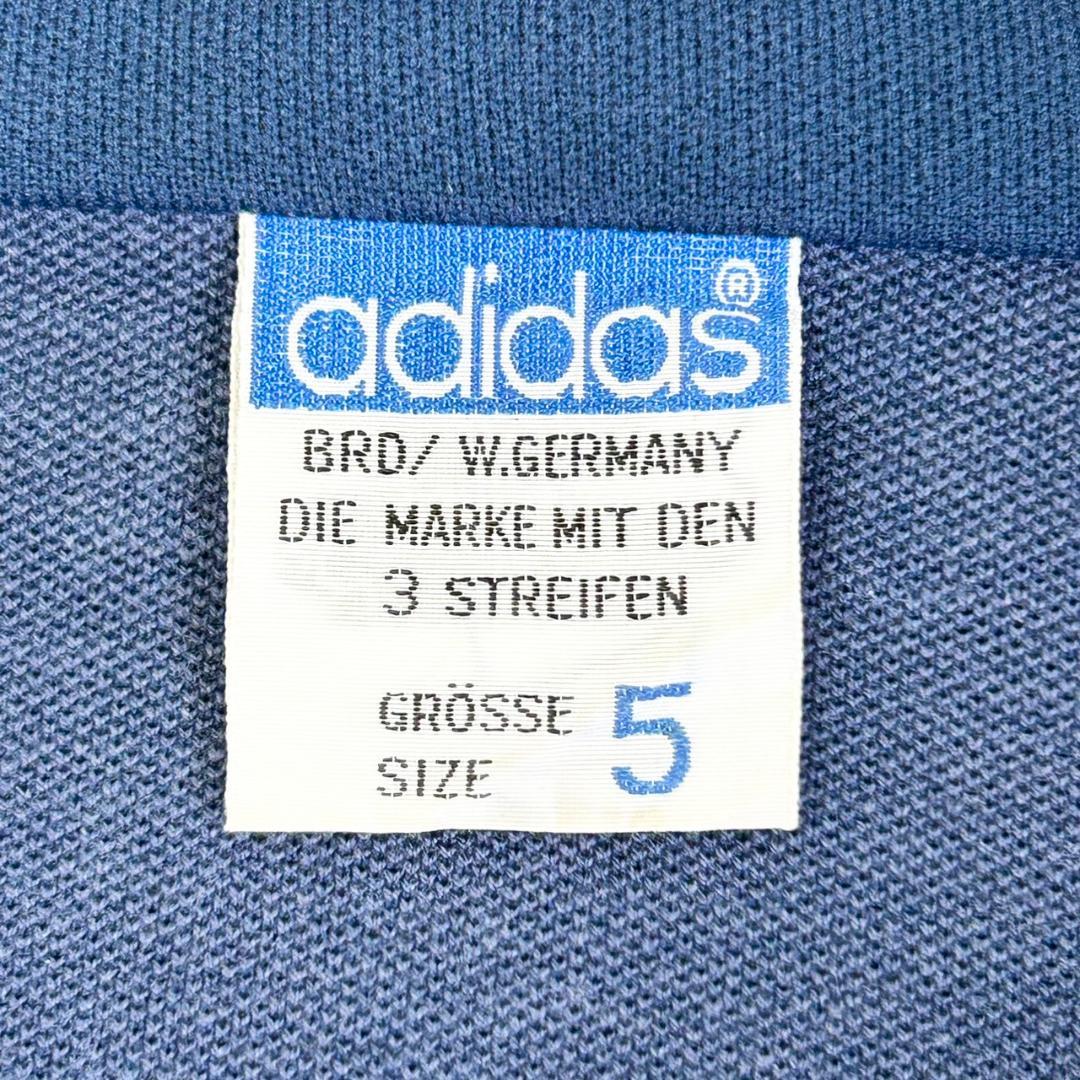 adidas®
BRD/ W.GERMANY
DIE MARKE MIT DEN
3 STREIFEN
GRÖSSE
SIZE 5